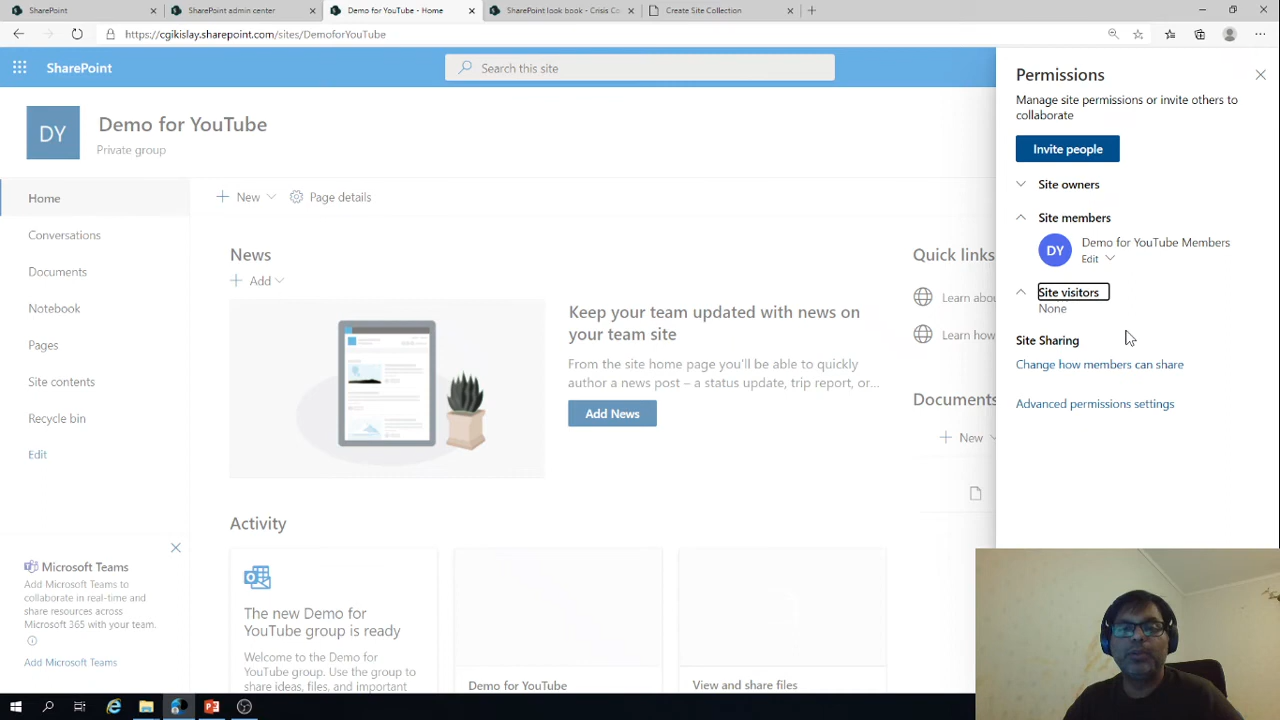 SharePoint
SharePoint admin center
Demo for YouTube - Home
SharePoint look book - Crisis Co
Create Site Collection
https://cgikislay.sharepoint.com/sites/DemoforYouTube
SharePoint
Search this site
DY
Demo for YouTube
Private group
Home
Conversations
Documents
Notebook
Pages
Site contents
Recycle bin
Edit
Microsoft Teams
Add Microsoft Teams to
collaborate in real-time and
share resources across
Microsoft 365 with your team.
Add Microsoft Teams
New
Page details
News
Add
Keep your team updated with news on
your team site
From the site home page you'll be able to quickly
author a news post – a status update, trip report, or...
Add News
Activity
The new Demo for
YouTube group is ready
Welcome to the Demo for
YouTube group. Use the group to
share ideas, files, and important
Demo for YouTube
View and share files
Quick links
Learn abou
Learn how
Documents
New
Permissions
Manage site permissions or invite others to
collaborate
Invite people
Site owners
Site members
DY
Demo for YouTube Members
Edit
Site visitors
None
Site Sharing
Change how members can share
Advanced permissions settings